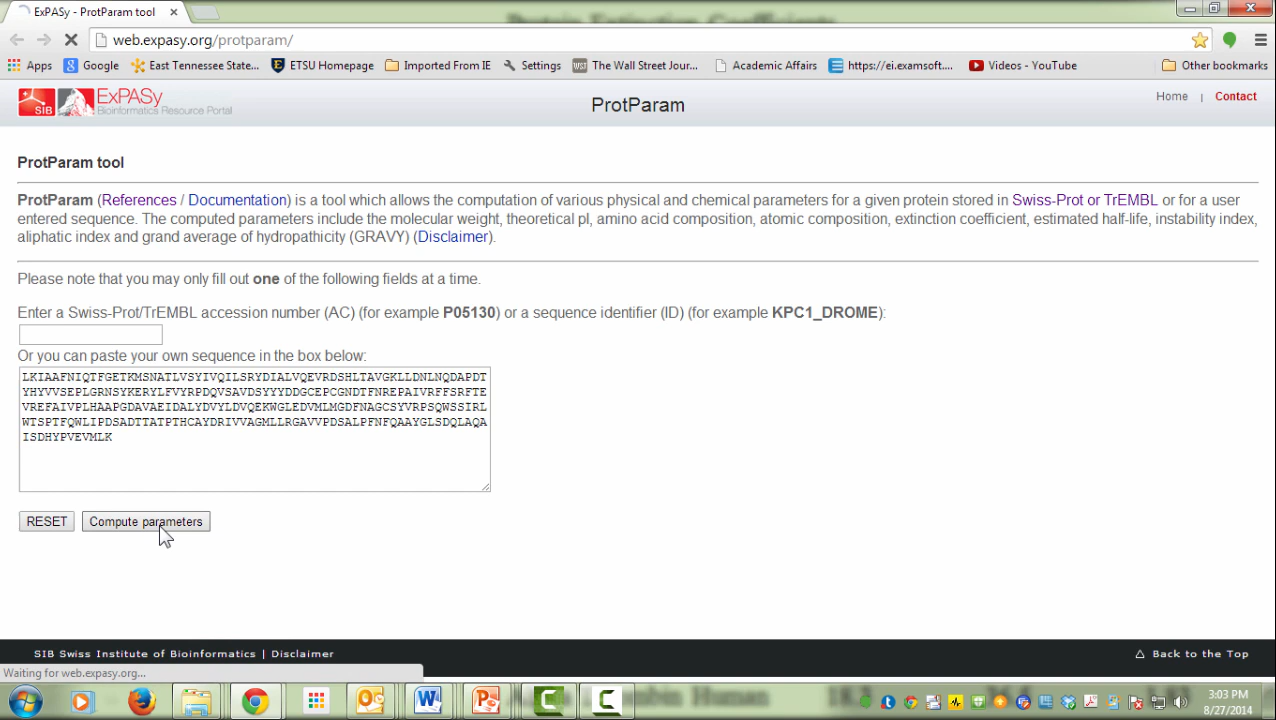 ExPASy - ProtParam tool
web.expasy.org/protparam/
Apps Google East Tennessee State... ETSU Homepage Imported From IE Settings The Wall Street Jour... Academic Affairs https://ei.examsoft.... Videos - YouTube Other bookmarks
SIB ExPASy
Bioinformatics Resource Portal
ProtParam
Home | Contact
ProtParam tool
ProtParam (References / Documentation) is a tool which allows the computation of various physical and chemical parameters for a given protein stored in Swiss-Prot or TrEMBL or for a user
entered sequence. The computed parameters include the molecular weight, theoretical pI, amino acid composition, atomic composition, extinction coefficient, estimated half-life, instability index,
aliphatic index and grand average of hydropathicity (GRAVY) (Disclaimer).
Please note that you may only fill out one of the following fields at a time.
Enter a Swiss-Prot/TrEMBL accession number (AC) (for example P05130) or a sequence identifier (ID) (for example KPC1_DROME):
Or you can paste your own sequence in the box below:
LKIAAFNIQTFGETKMSNATLVSYIVQILSRYDIALVQEVRDSHLTAVGKLLDNLNQDAPDT
YHYVVSEPLGRNSYKERYLFVYRPDQVSAVDSYYYDDGCEPCGNDTFNREPAIVRFFSRFTE
VREFAIVPLHAAPGDAVAEIDALYDVYLDVQEKWGLEDVMLMGDFNAGCSYVRPSQWSSIRL
WTSPTFQWLIPDSADTTATPTHCAYDRIVVAGMLLRGAVVPDSALPFNFQAAYGLSDQLAQA
ISDHYPVEVMLK
RESET Compute parameters
SIB Swiss Institute of Bioinformatics | Disclaimer
Back to the Top
Waiting for web.expasy.org...
3:03 PM
8/27/2014